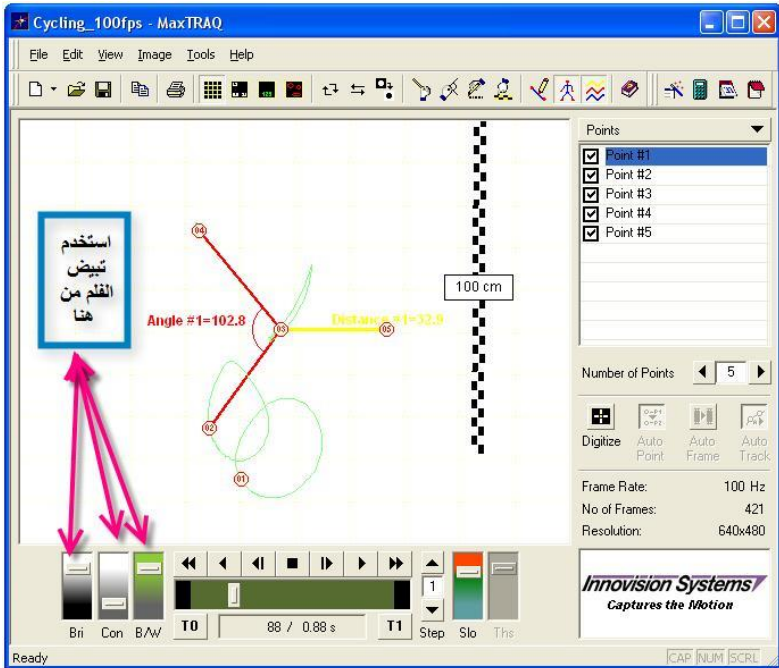 Cycling_100fps - MaxTRAQ
File Edit View Image Tools Help
Points
Point #1
Point #2
Point #3
Point #4
Point #5
04
100 cm
استخدم
تبيض
الفلم من
هنا
Angle #1=102.8
03
Distance #1=32.9
05
02
01
Number of Points 5
Digitize
Auto Point
Auto Frame
Auto Track
Frame Rate: 100 Hz
No of Frames: 421
Resolution: 640x480
1
T0 88 / 0.88 s T1
Bri Con B/W Step Slo Ths
Innovision Systems
Captures the Motion
Ready
CAP NUM SCRL